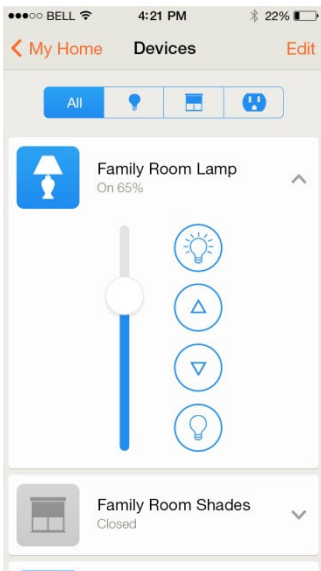 BELL 4:21 PM 22%
My Home Devices Edit
All
Family Room Lamp
On 65%
Family Room Shades
Closed